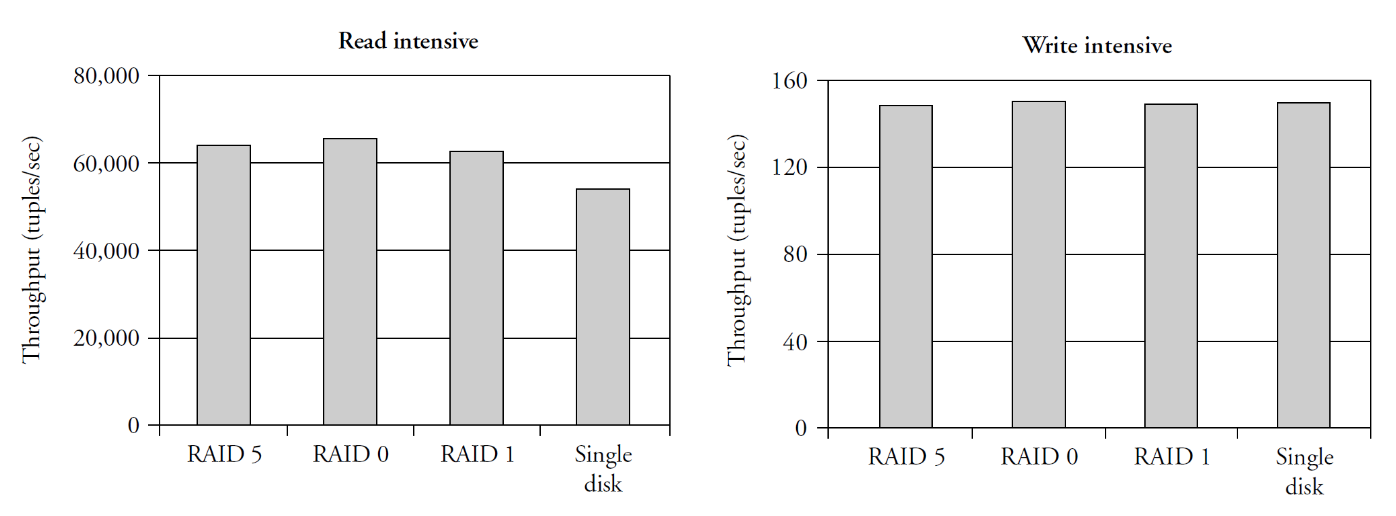 Read intensive
Throughput (tuples/sec)
80,000
60,000
40,000
20,000
0
RAID 5
RAID 0
RAID 1
Single
disk
Write intensive
Throughput (tuples/sec)
160
120
80
40
0
RAID 5
RAID 0
RAID 1
Single
disk